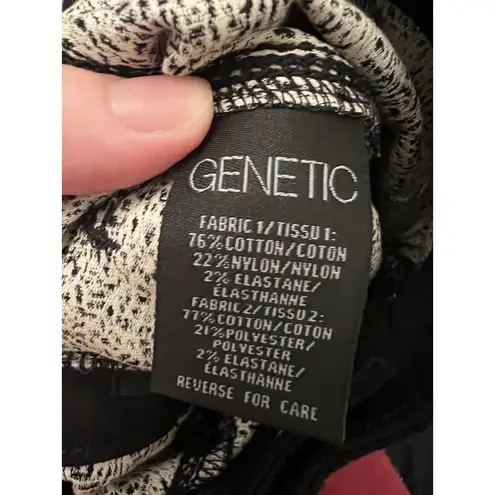 GENETIC
FABRIC 1/TISSU 1:
76% COTTON/COTON
22% NYLON/NYLON
2% ELASTANE/
ÉLASTHANNE
FABRIC 2/TISSU 2:
77% COTTON/COTON
21% POLYESTER/
POLYESTER
2% ELASTANE/
ÉLASTHANNE
REVERSE FOR CARE